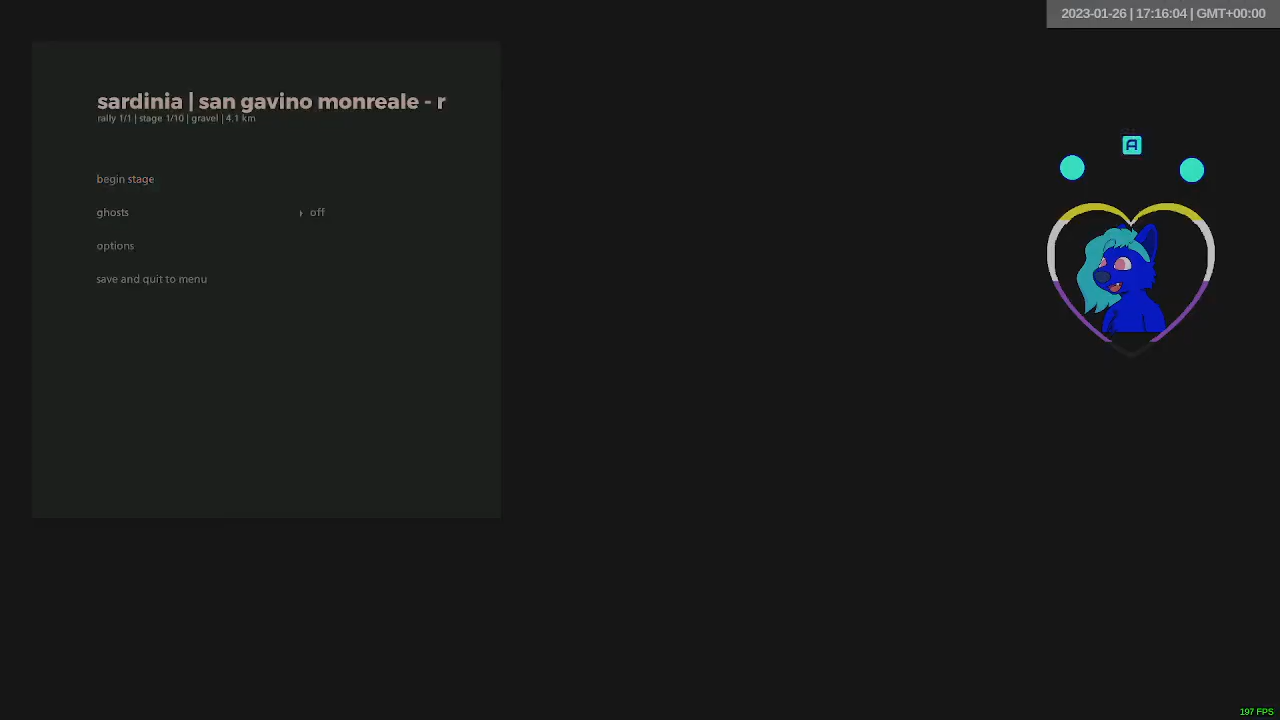 2023-01-26 | 17:16:04 | GMT+00:00
sardinia | san gavino monreale - r
rally 1/1 | stage 1/10 | gravel | 4.1 km
begin stage
ghosts off
options
save and quit to menu
A
197 FPS